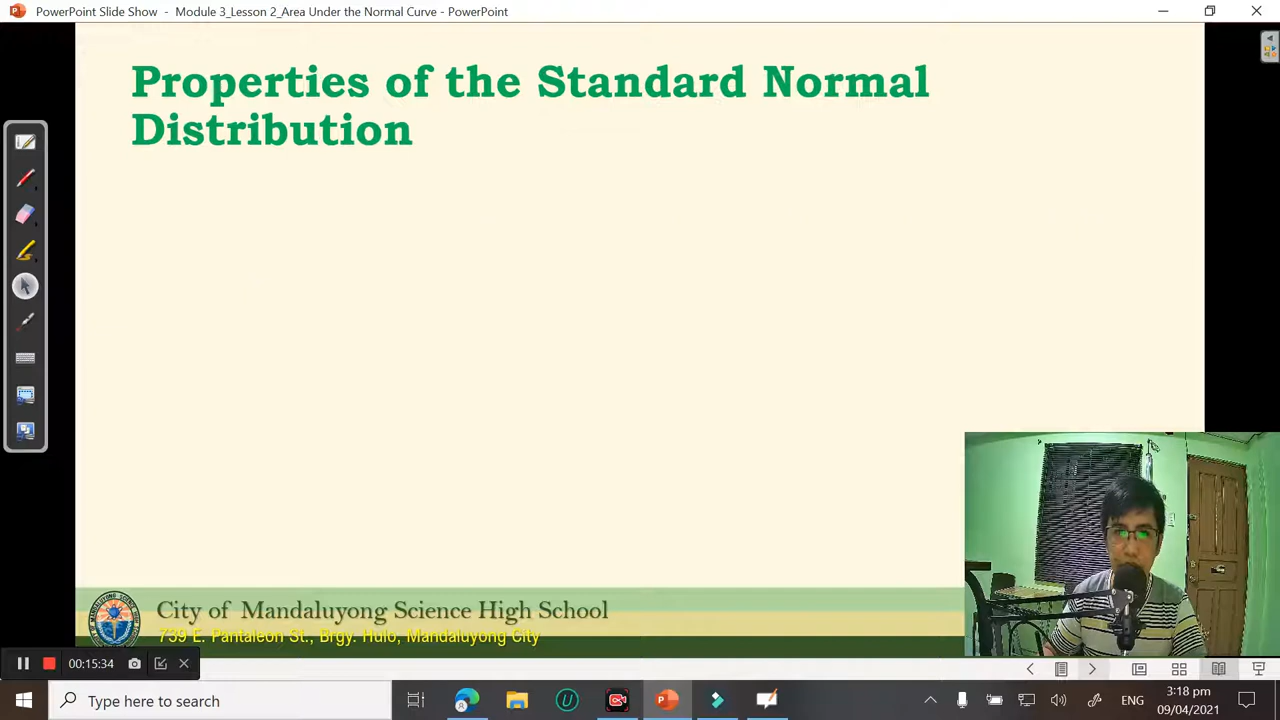 PowerPoint Slide Show - Module 3_Lesson 2_Area Under the Normal Curve - PowerPoint
Properties of the Standard Normal
Distribution
City of Mandaluyong Science High School
739 E. Pantaleon St., Brgy. Hulo, Mandaluyong City
00:15:34
Type here to search
ENG
3:18 pm
09/04/2021